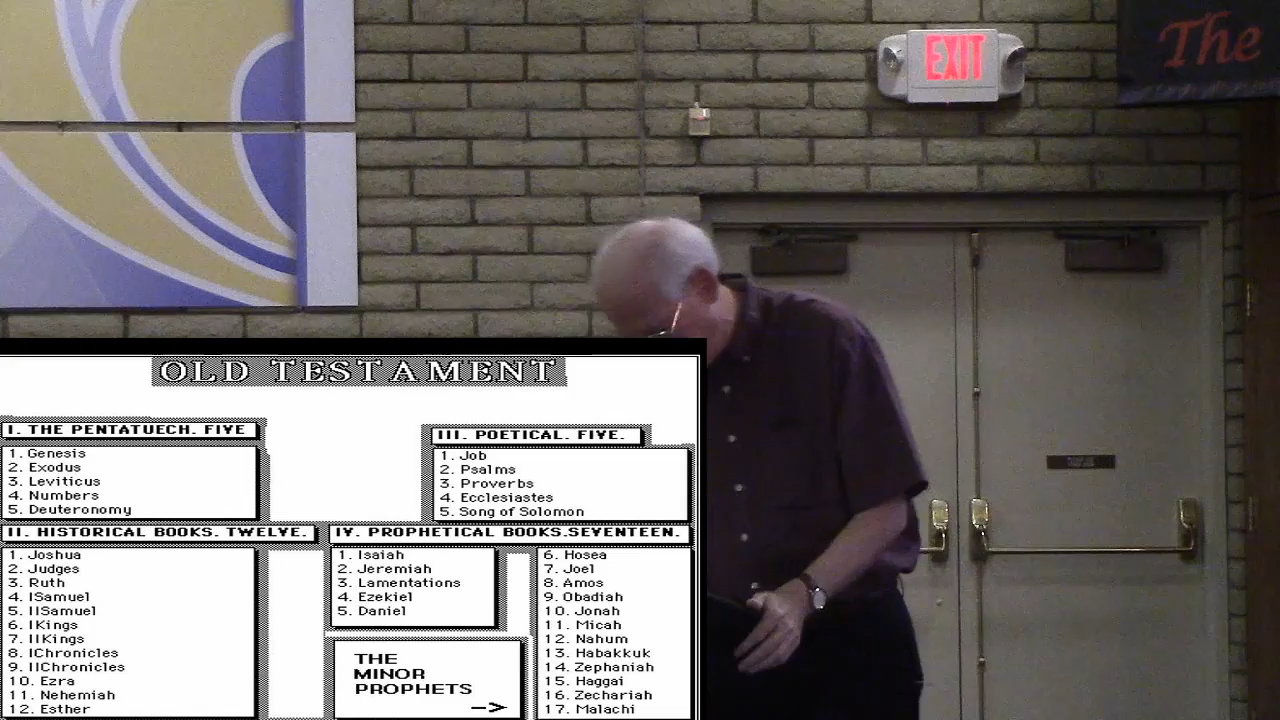 The
EXIT
OLD TESTAMENT
I. THE PENTATUECH. FIVE
1. Genesis
2. Exodus
3. Leviticus
4. Numbers
5. Deuteronomy
III. POETICAL. FIVE.
1. Job
2. Psalms
3. Proverbs
4. Ecclesiastes
5. Song of Solomon
II. HISTORICAL BOOKS. TWELVE.
1. Joshua
2. Judges
3. Ruth
4. ISamuel
5. IISamuel
6. IKings
7. IIKings
8. IChronicles
9. IIChronicles
10. Ezra
11. Nehemiah
12. Esther
IV. PROPHETICAL BOOKS.SEVENTEEN.
1. Isaiah
2. Jeremiah
3. Lamentations
4. Ezekiel
5. Daniel
THE
MINOR
PROPHETS
->
6. Hosea
7. Joel
8. Amos
9. Obadiah
10. Jonah
11. Micah
12. Nahum
13. Habakkuk
14. Zephaniah
15. Haggai
16. Zechariah
17. Malachi